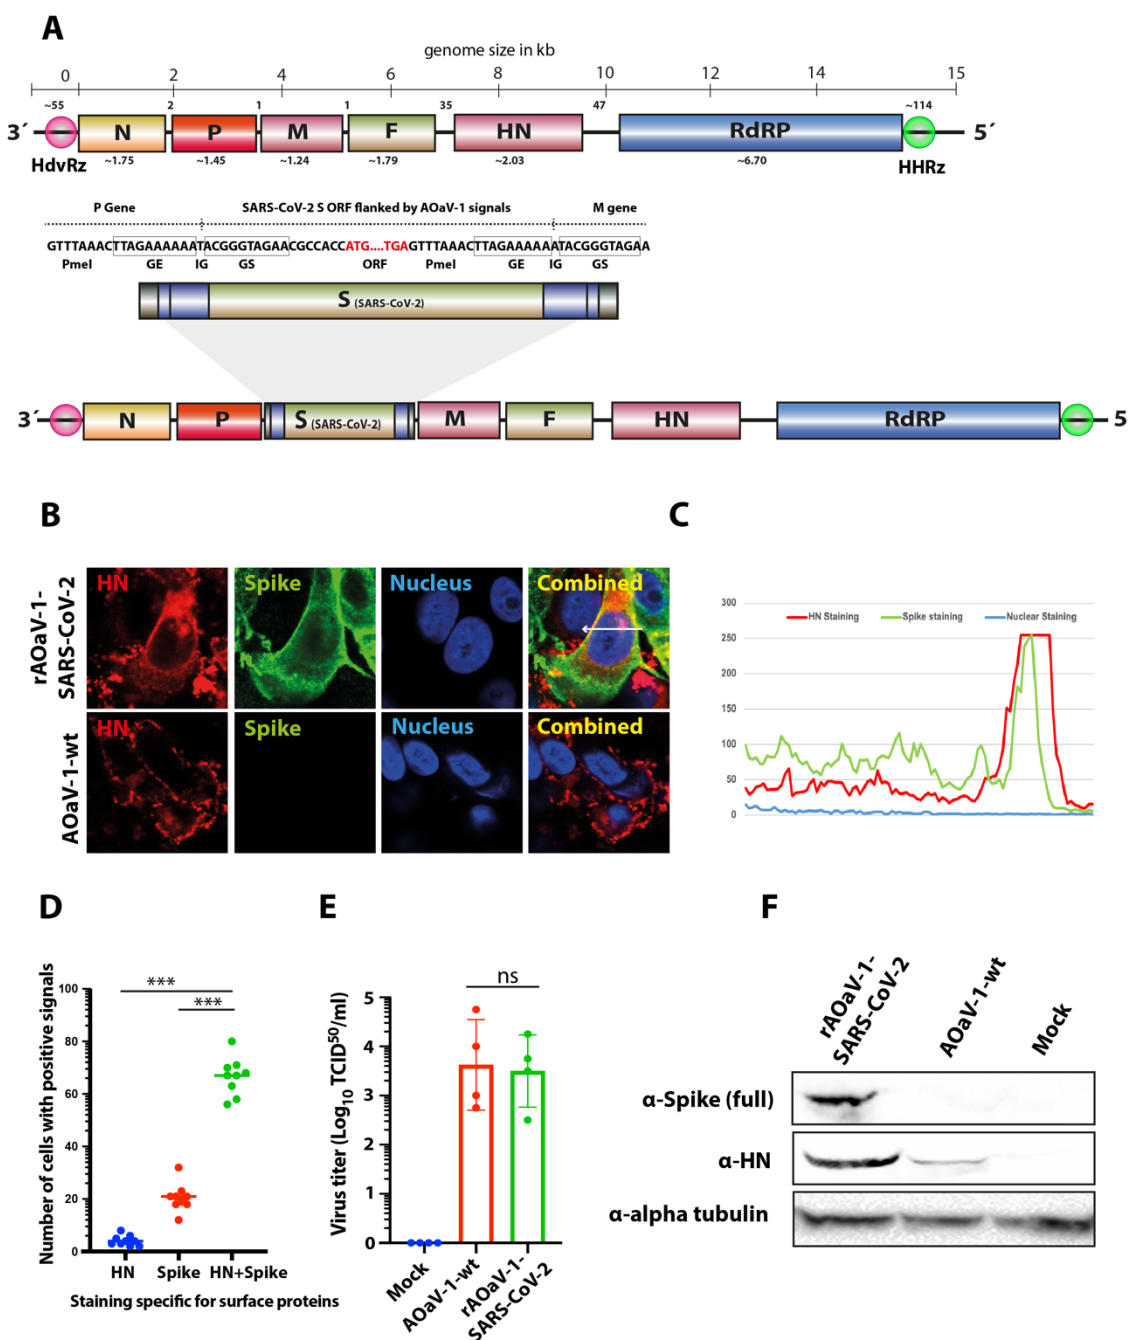 A
genome size in kb
0 2 4 6 8 10 12 14 15
~55 2 1 1 35 47 ~114
3´ N P M F HN RdRP 5´
HdvRz ~1.75 ~1.45 ~1.24 ~1.79 ~2.03 ~6.70 HHRz
P Gene SARS-CoV-2 S ORF flanked by AOaV-1 signals M gene
GTTTAAACTTAGAAAAAATACGGGTAGAACGCCACCATG....TGAGTTTAAACTTAGAAAAAATACGGGTAGAA
PmeI GE IG GS ORF PmeI GE IG GS
S (SARS-CoV-2)
3´ N P S (SARS-CoV-2) M F HN RdRP 5
B
rAOaV-1-
SARS-CoV-2
HN Spike Nucleus Combined
AOaV-1-wt
HN Spike Nucleus Combined
C
HN Staining Spike staining Nuclear Staining
300
250
200
150
100
50
0
D
Number of cells with positive signals
100
80
60
40
20
0
***
***
HN Spike HN+Spike
Staining specific for surface proteins
E
Virus titer (Log10 TCID50/ml)
5
4
3
2
1
0
ns
Mock
AOaV-1-wt
rAOaV-1-
SARS-CoV-2
F
rAOaV-1-
SARS-CoV-2
AOaV-1-wt
Mock
α-Spike (full)
α-HN
α-alpha tubulin